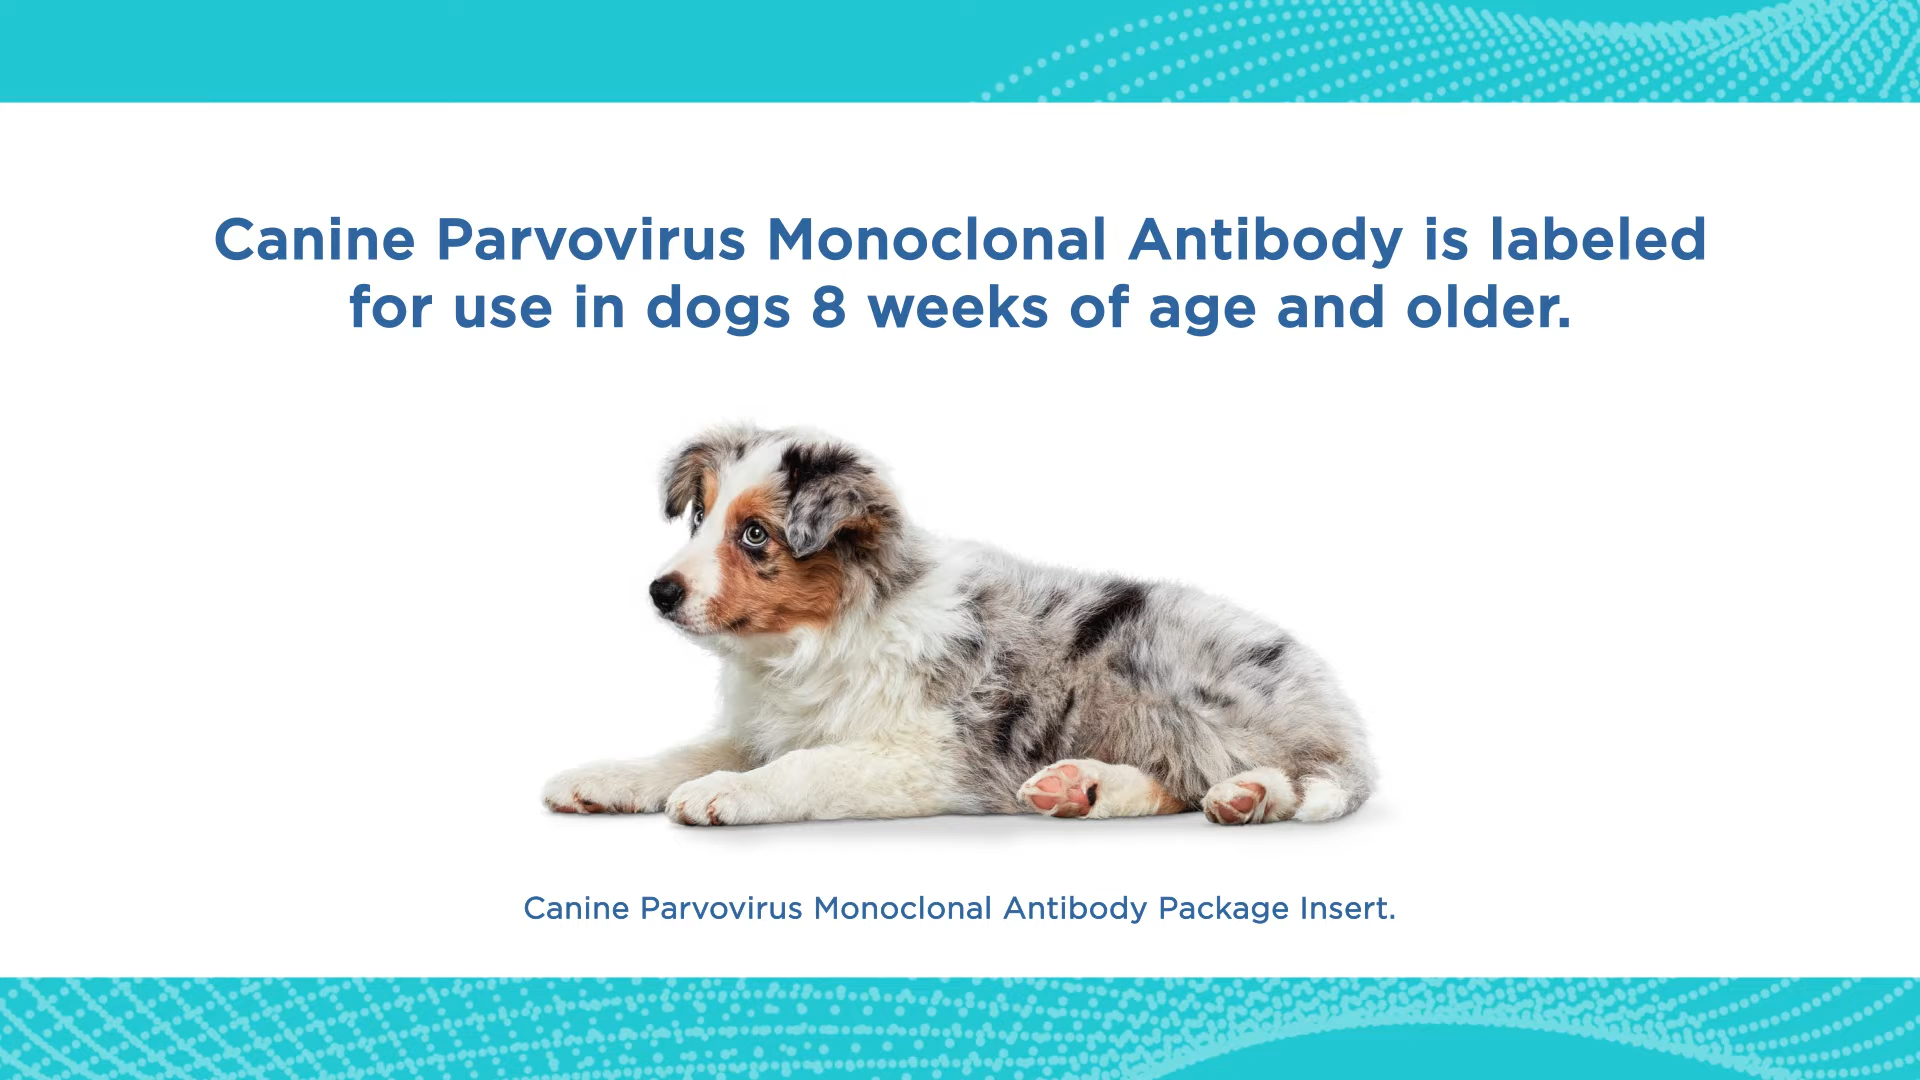 Canine Parvovirus Monoclonal Antibody is labeled
for use in dogs 8 weeks of age and older.
Canine Parvovirus Monoclonal Antibody Package Insert.